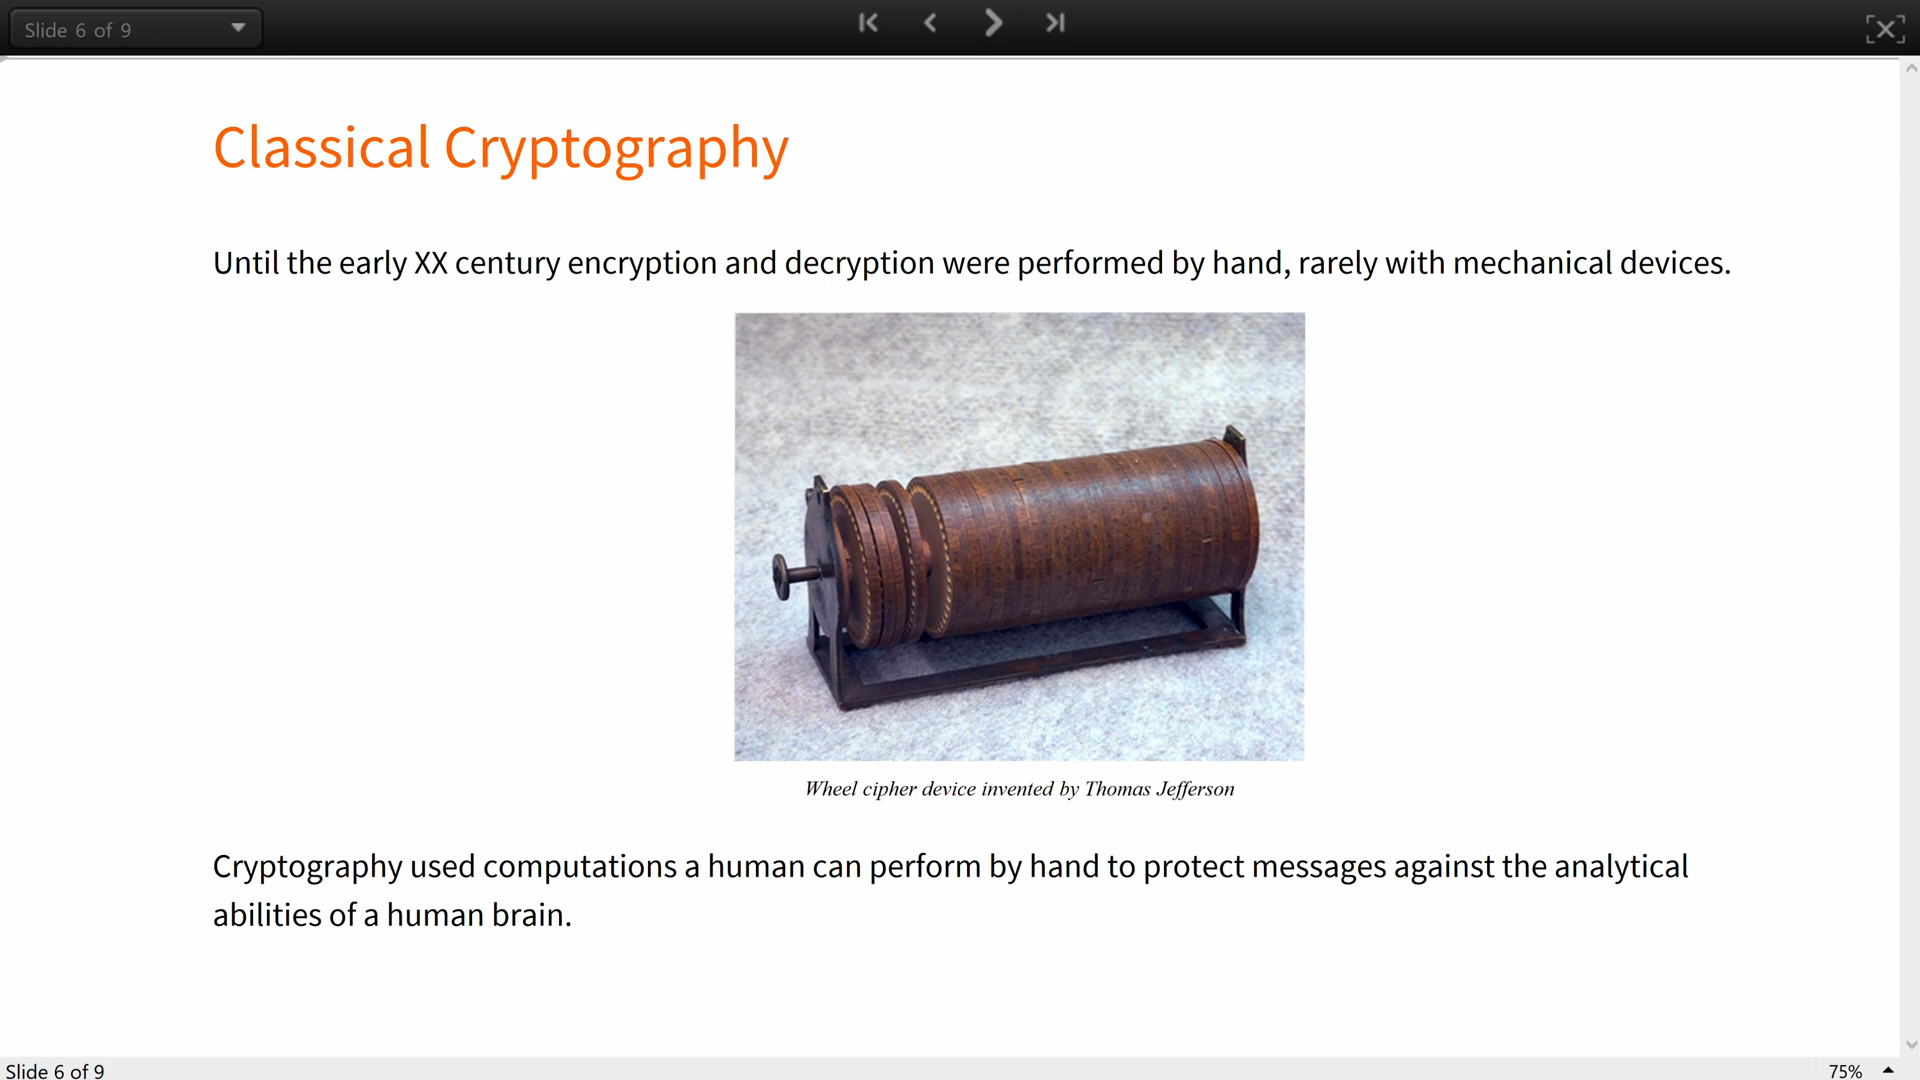 Slide 6 of 9
Classical Cryptography
Until the early XX century encryption and decryption were performed by hand, rarely with mechanical devices.
Wheel cipher device invented by Thomas Jefferson
Cryptography used computations a human can perform by hand to protect messages against the analytical
abilities of a human brain.
Slide 6 of 9
75%